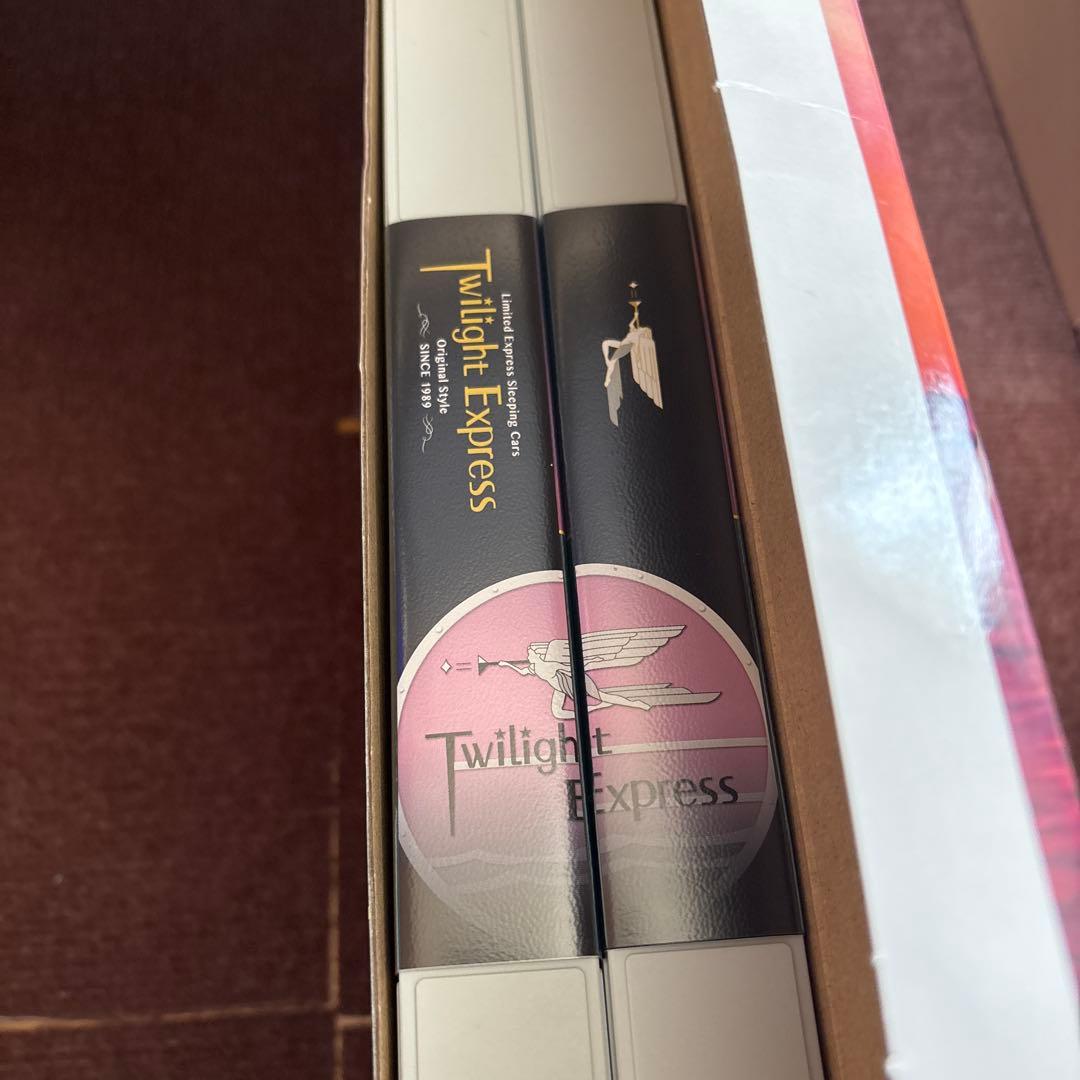 Limited Express Sleeping Cars
Twilight Express
Original Style
SINCE 1989
Twilight
Express